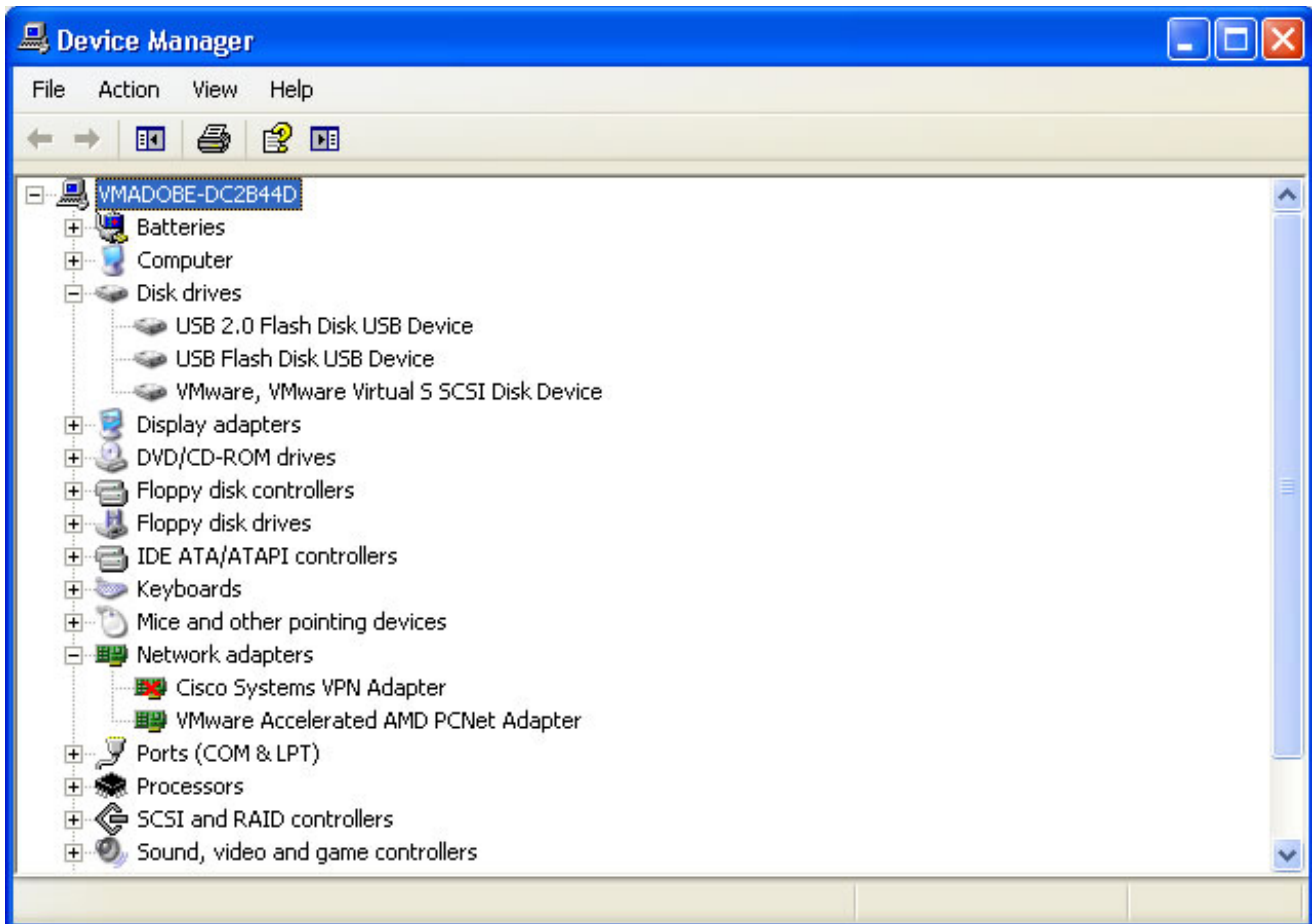 Device Manager
File Action View Help
VMADOBE-DC2B44D
Batteries
Computer
Disk drives
USB 2.0 Flash Disk USB Device
USB Flash Disk USB Device
VMware, VMware Virtual S SCSI Disk Device
Display adapters
DVD/CD-ROM drives
Floppy disk controllers
Floppy disk drives
IDE ATA/ATAPI controllers
Keyboards
Mice and other pointing devices
Network adapters
Cisco Systems VPN Adapter
VMware Accelerated AMD PCNet Adapter
Ports (COM & LPT)
Processors
SCSI and RAID controllers
Sound, video and game controllers